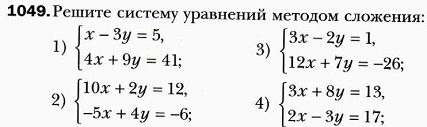 1049. Решите систему уравнений методом сложения:
1) { x − 3y = 5,
4x + 9y = 41;
2) { 10x + 2y = 12,
−5x + 4y = −6;
3) { 3x − 2y = 1,
12x + 7y = −26;
4) { 3x + 8y = 13,
2x − 3y = 17;